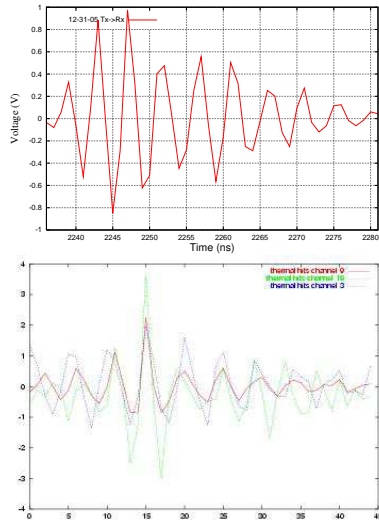 1
12-31-05 Tx->Rx
0.8
0.6
0.4
0.2
0
-0.2
-0.4
-0.6
-0.8
-1
Voltage (V)
2240 2245 2250 2255 2260 2265 2270 2275 2280
Time (ns)
4
thermal hits channel 9
thermal hits channel 19
thermal hits channel 3
3
2
1
0
-1
-2
-3
-4
0 5 10 15 20 25 30 35 40 45